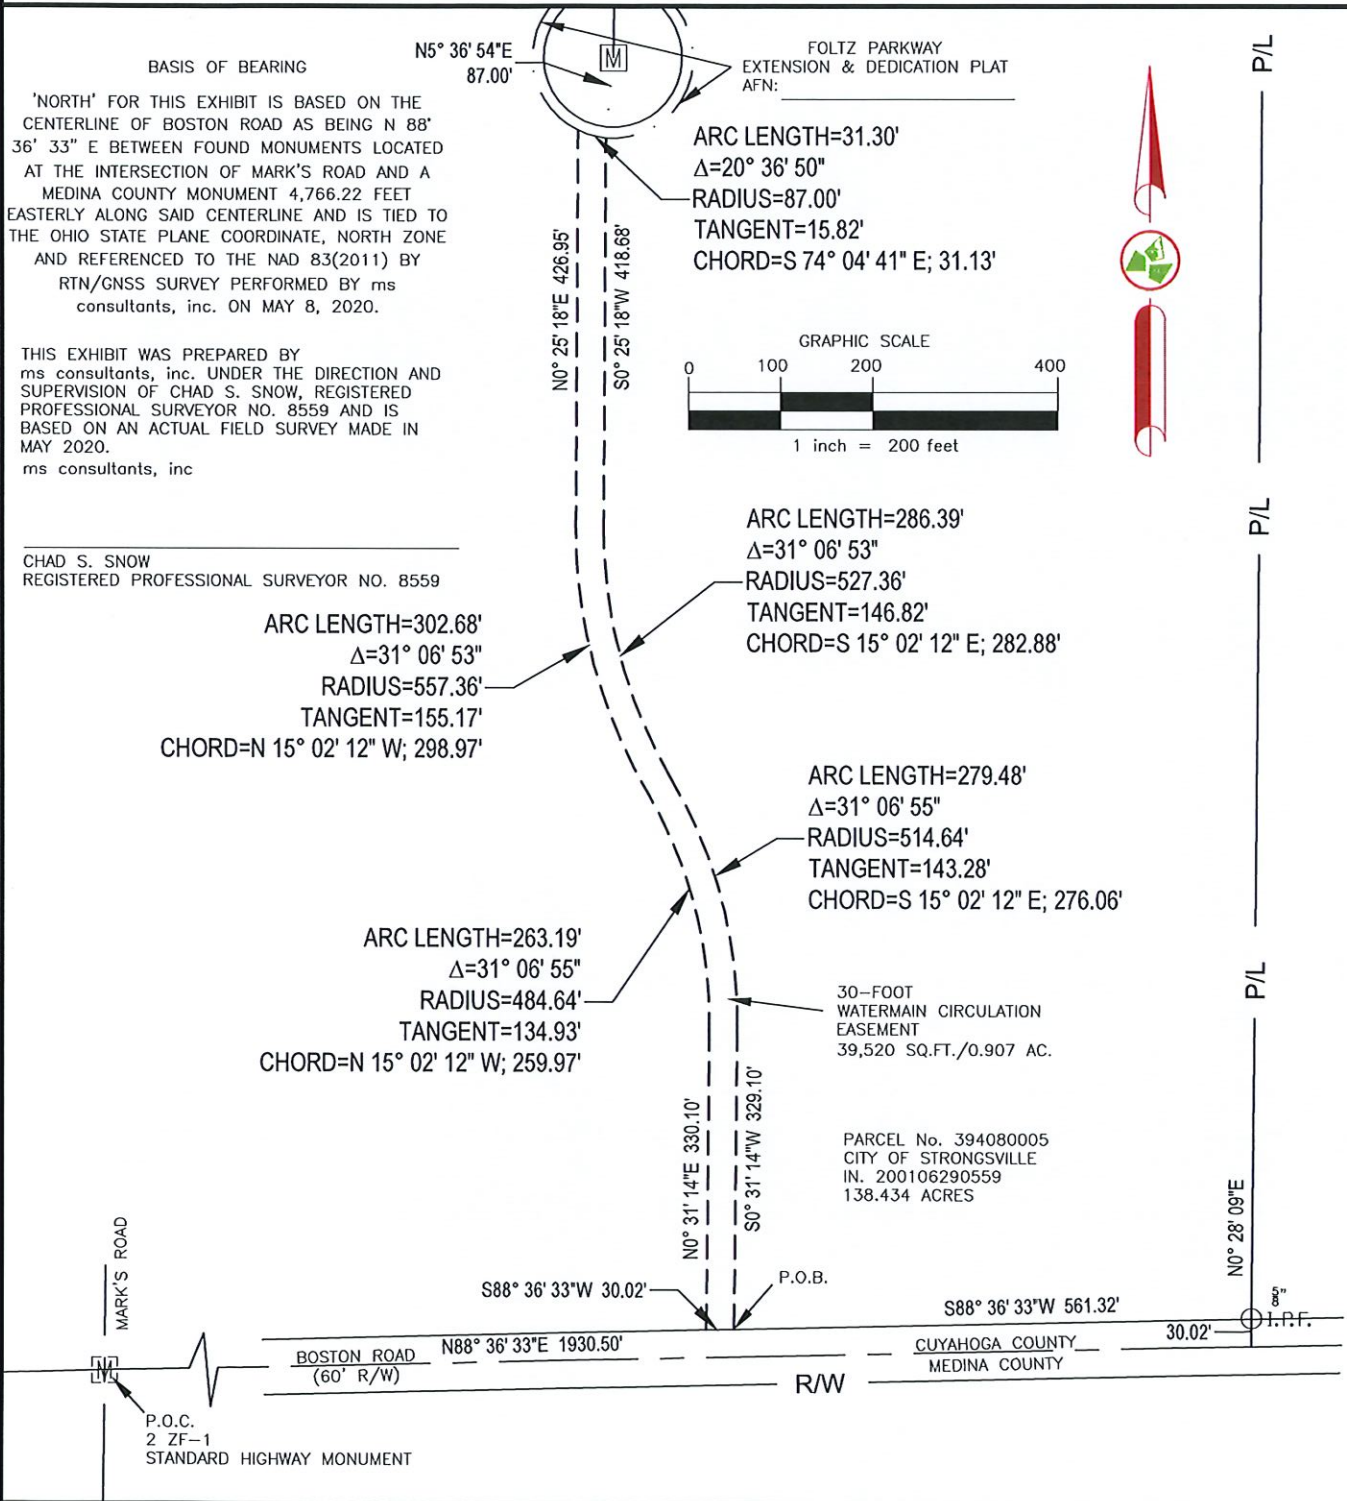 BASIS OF BEARING
'NORTH' FOR THIS EXHIBIT IS BASED ON THE
CENTERLINE OF BOSTON ROAD AS BEING N 88°
36' 33" E BETWEEN FOUND MONUMENTS LOCATED
AT THE INTERSECTION OF MARK'S ROAD AND A
MEDINA COUNTY MONUMENT 4,766.22 FEET
EASTERLY ALONG SAID CENTERLINE AND IS TIED TO
THE OHIO STATE PLANE COORDINATE, NORTH ZONE
AND REFERENCED TO THE NAD 83(2011) BY
RTN/GNSS SURVEY PERFORMED BY ms
consultants, inc. ON MAY 8, 2020.
THIS EXHIBIT WAS PREPARED BY
ms consultants, inc. UNDER THE DIRECTION AND
SUPERVISION OF CHAD S. SNOW, REGISTERED
PROFESSIONAL SURVEYOR NO. 8559 AND IS
BASED ON AN ACTUAL FIELD SURVEY MADE IN
MAY 2020.
ms consultants, inc
CHAD S. SNOW
REGISTERED PROFESSIONAL SURVEYOR NO. 8559
N5° 36' 54"E
87.00'
M
FOLTZ PARKWAY
EXTENSION & DEDICATION PLAT
AFN:
ARC LENGTH=31.30'
Δ=20° 36' 50"
RADIUS=87.00'
TANGENT=15.82'
CHORD=S 74° 04' 41" E; 31.13'
N0° 25' 18"E 426.95'
S0° 25' 18"W 418.68'
GRAPHIC SCALE
0 100 200 400
1 inch = 200 feet
P/L
P/L
P/L
ARC LENGTH=286.39'
Δ=31° 06' 53"
RADIUS=527.36'
TANGENT=146.82'
CHORD=S 15° 02' 12" E; 282.88'
ARC LENGTH=302.68'
Δ=31° 06' 53"
RADIUS=557.36'
TANGENT=155.17'
CHORD=N 15° 02' 12" W; 298.97'
ARC LENGTH=279.48'
Δ=31° 06' 55"
RADIUS=514.64'
TANGENT=143.28'
CHORD=S 15° 02' 12" E; 276.06'
ARC LENGTH=263.19'
Δ=31° 06' 55"
RADIUS=484.64'
TANGENT=134.93'
CHORD=N 15° 02' 12" W; 259.97'
30-FOOT
WATERMAIN CIRCULATION
EASEMENT
39,520 SQ.FT./0.907 AC.
N0° 31' 14"E 330.10'
S0° 31' 14"W 329.10'
PARCEL No. 394080005
CITY OF STRONGSVILLE
IN. 200106290559
138.434 ACRES
N0° 28' 09"E
MARK'S ROAD
S88° 36' 33"W 30.02'
P.O.B.
S88° 36' 33"W 561.32'
5/8"
I.P.F.
30.02'
N88° 36' 33"E 1930.50'
BOSTON ROAD
(60' R/W)
CUYAHOGA COUNTY
MEDINA COUNTY
R/W
M
P.O.C.
2 ZF-1
STANDARD HIGHWAY MONUMENT